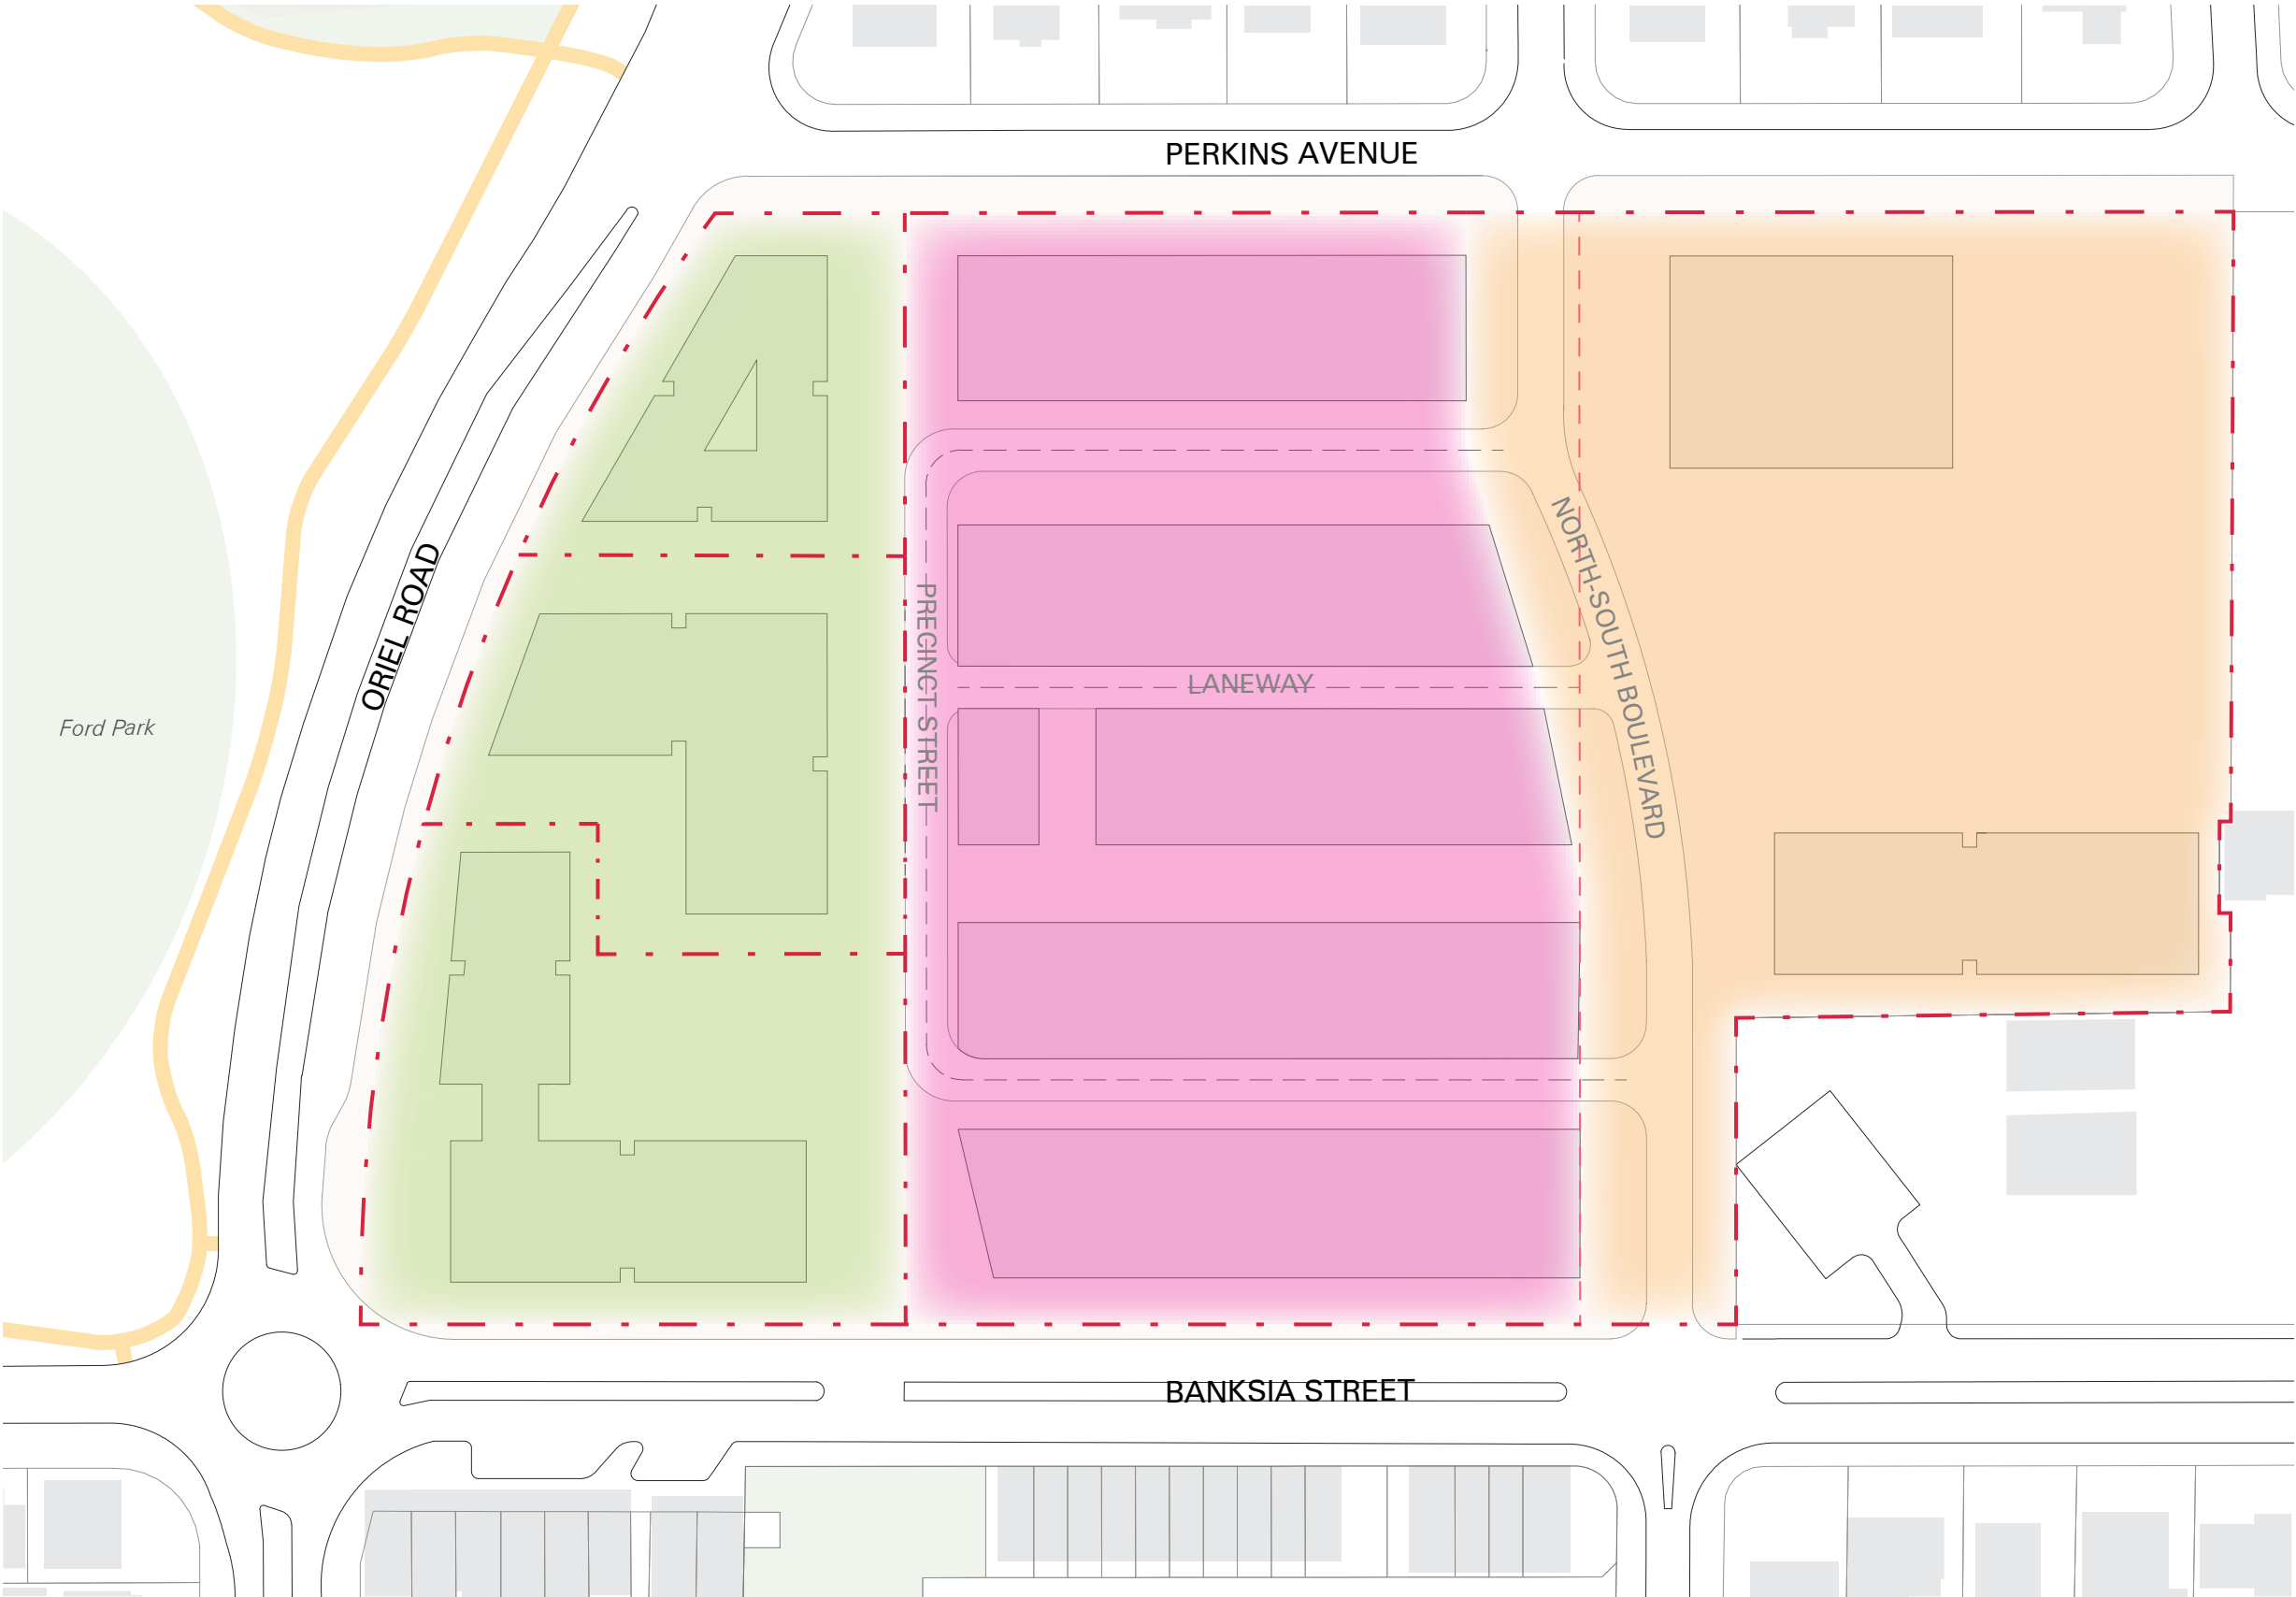 PERKINS AVENUE
ORIEL ROAD
NORTH-SOUTH BOULEVARD
PRECINCT STREET
LANEWAY
Ford Park
BANKSIA STREET